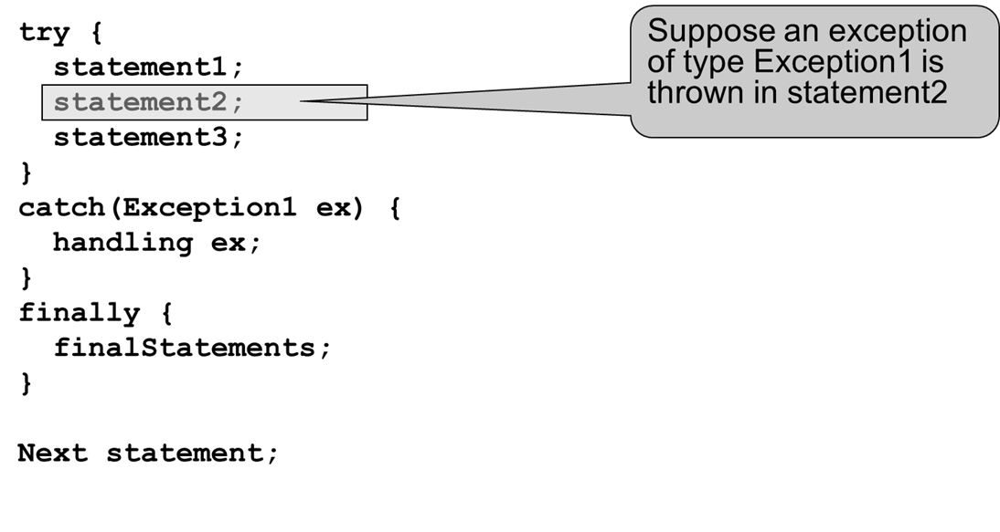 try {
  statement1;
  statement2;
  statement3;
}
catch(Exception1 ex) {
  handling ex;
}
finally {
  finalStatements;
}
Next statement;
Suppose an exception
of type Exception1 is
thrown in statement2